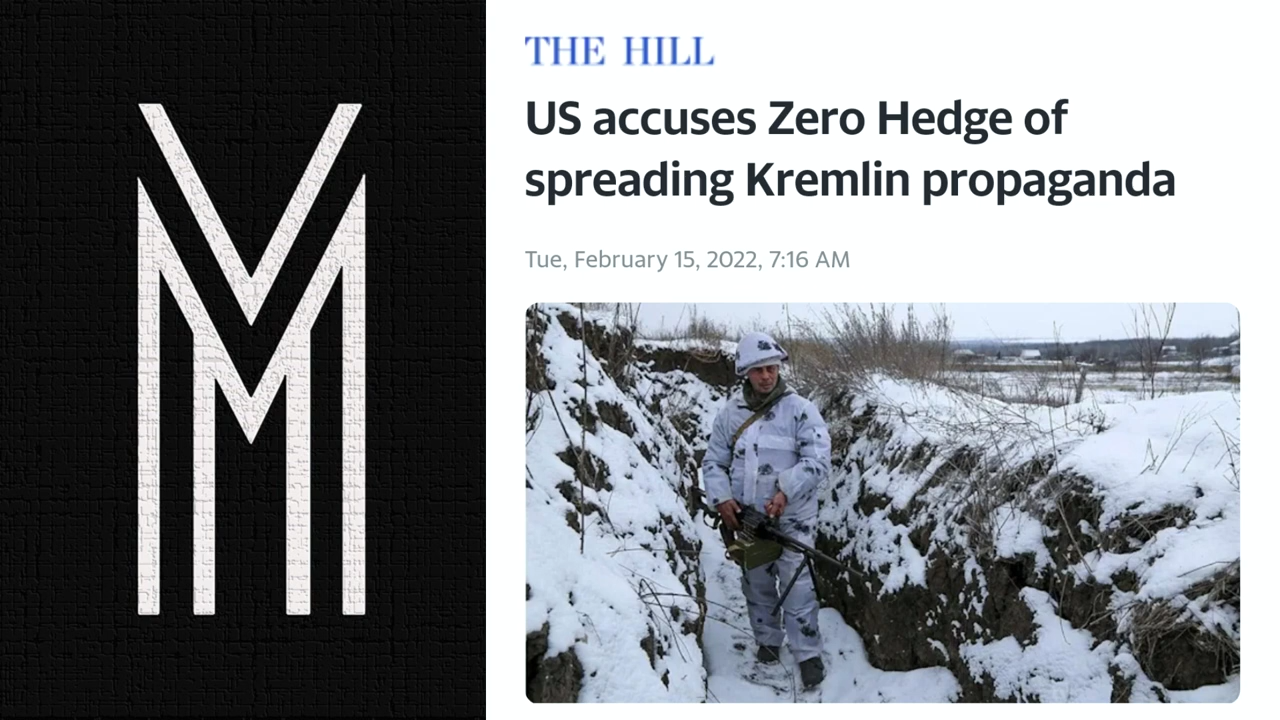 THE HILL
US accuses Zero Hedge of
spreading Kremlin propaganda
Tue, February 15, 2022, 7:16 AM